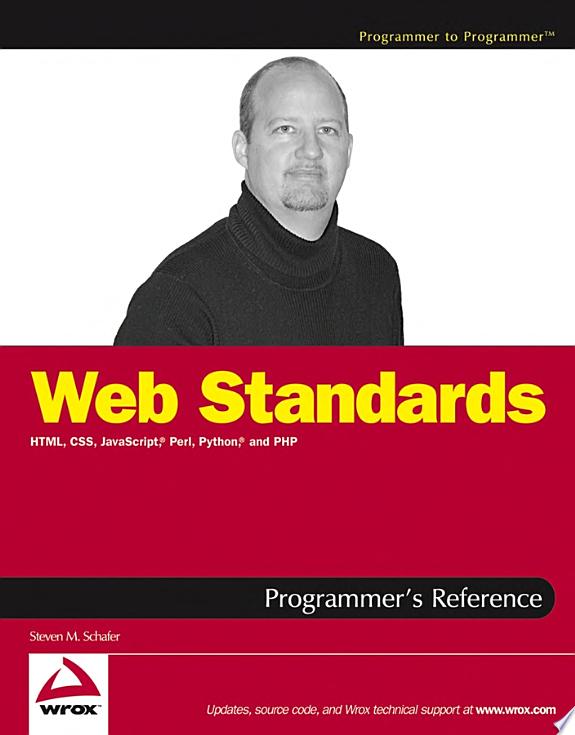 Programmer to Programmer™
Web Standards
HTML, CSS, JavaScript,® Perl, Python,® and PHP
Programmer's Reference
Steven M. Schafer
wrox™
Updates, source code, and Wrox technical support at www.wrox.com